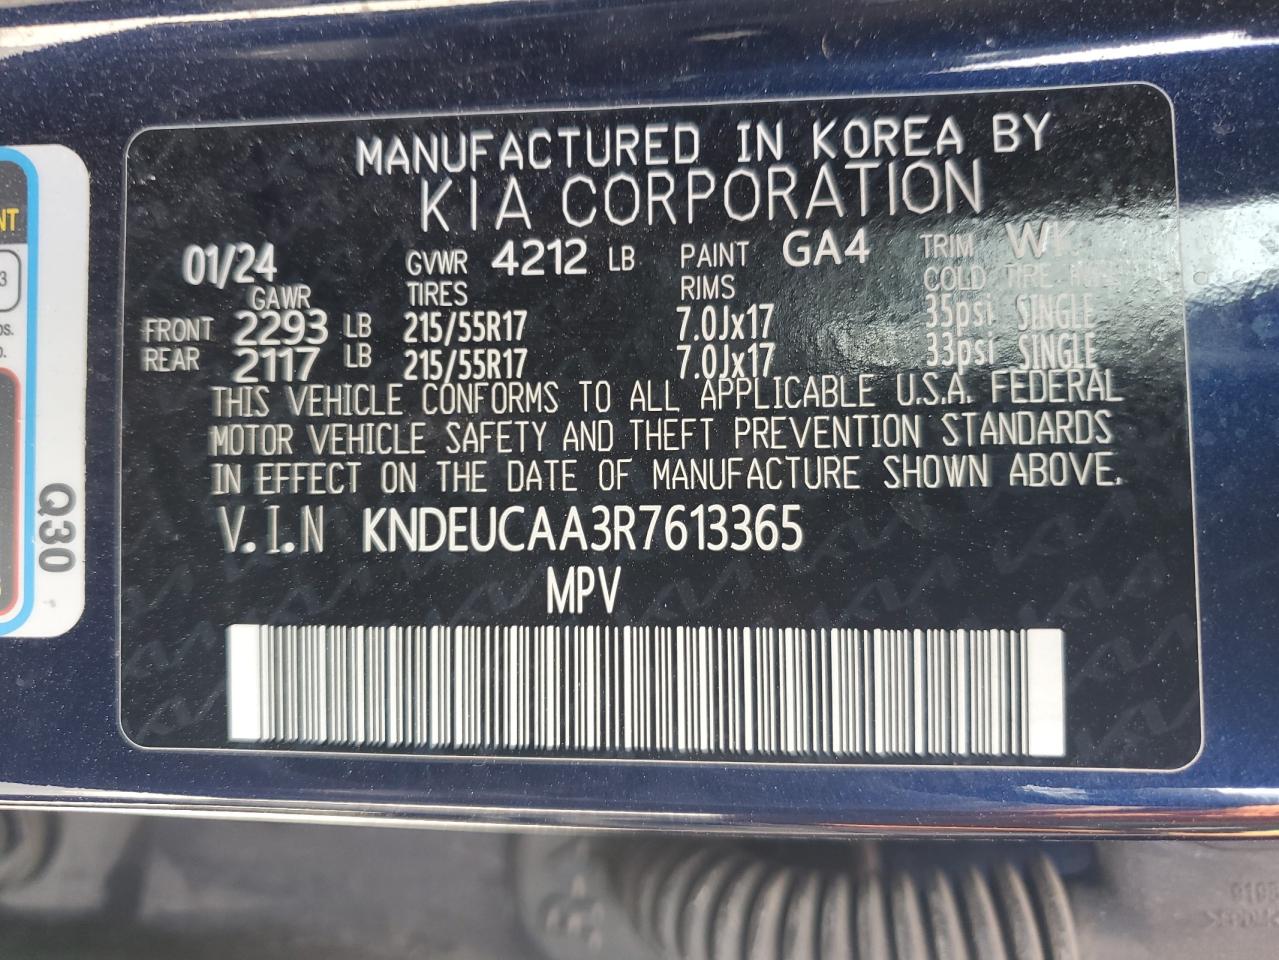 MANUFACTURED IN KOREA BY
KIA CORPORATION
01/24 GVWR 4212 LB PAINT GA4 TRIM WK
GAWR TIRES RIMS COLD TIRE
FRONT 2293 LB 215/55R17 7.0Jx17 35psi SINGLE
REAR 2117 LB 215/55R17 7.0Jx17 33psi SINGLE
THIS VEHICLE CONFORMS TO ALL APPLICABLE U.S.A. FEDERAL
MOTOR VEHICLE SAFETY AND THEFT PREVENTION STANDARDS
IN EFFECT ON THE DATE OF MANUFACTURE SHOWN ABOVE.
V.I.N KNDEUCAA3R7613365
MPV
Q30